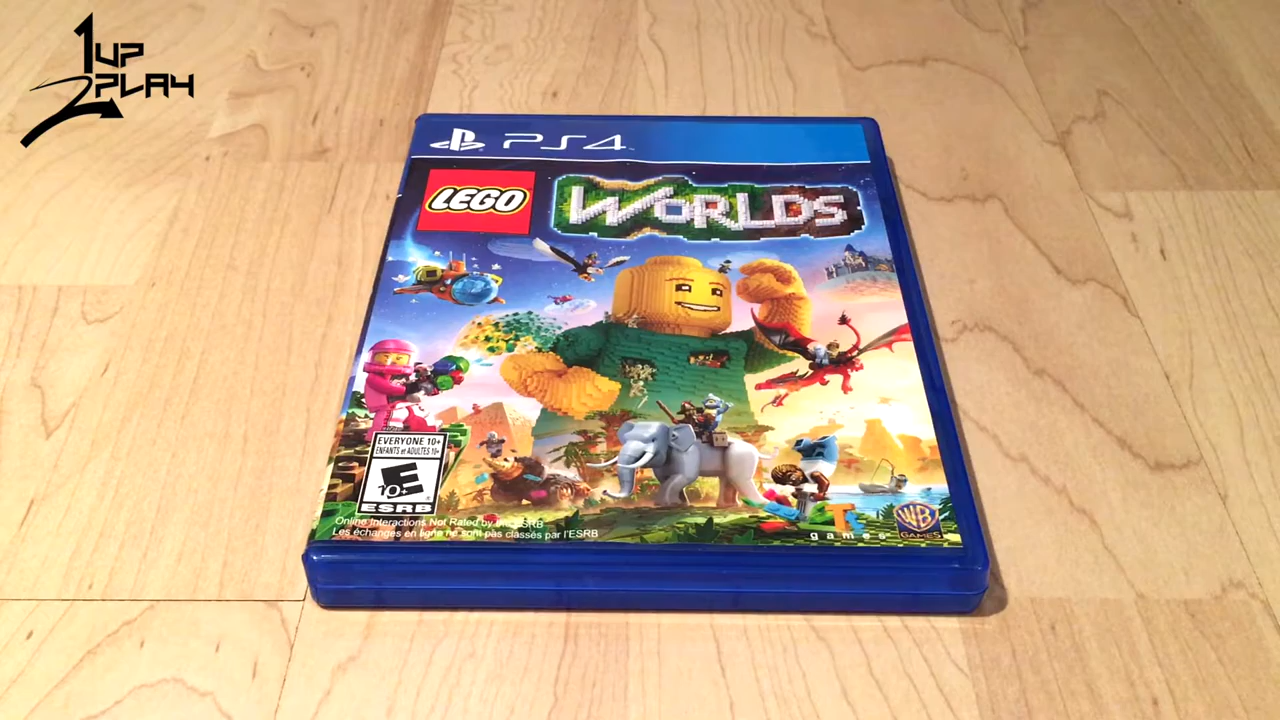 1UP
2PLAY
PS4
LEGO
WORLDS
EVERYONE 10+
ENFANTS et ADULTES 10+
E
10+
ESRB
Online Interactions Not Rated by the ESRB
Les échanges en ligne ne sont pas classés par l'ESRB
Tt
games
WB
GAMES